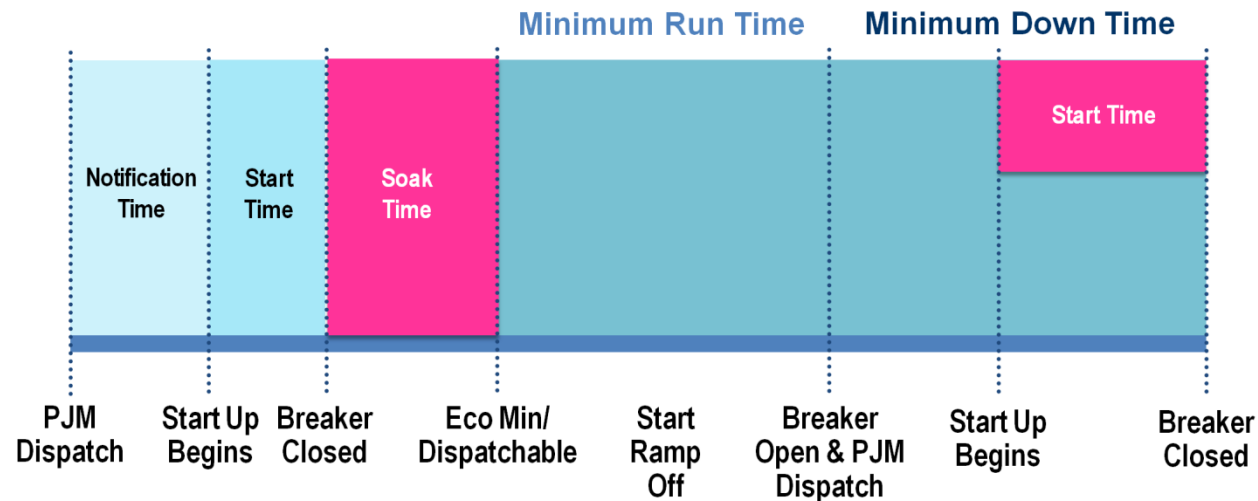 Minimum Run Time
Minimum Down Time
Notification
Time
Start
Time
Soak
Time
Start Time
PJM
Dispatch
Start Up
Begins
Breaker
Closed
Eco Min/
Dispatchable
Start
Ramp
Off
Breaker
Open & PJM
Dispatch
Start Up
Begins
Breaker
Closed